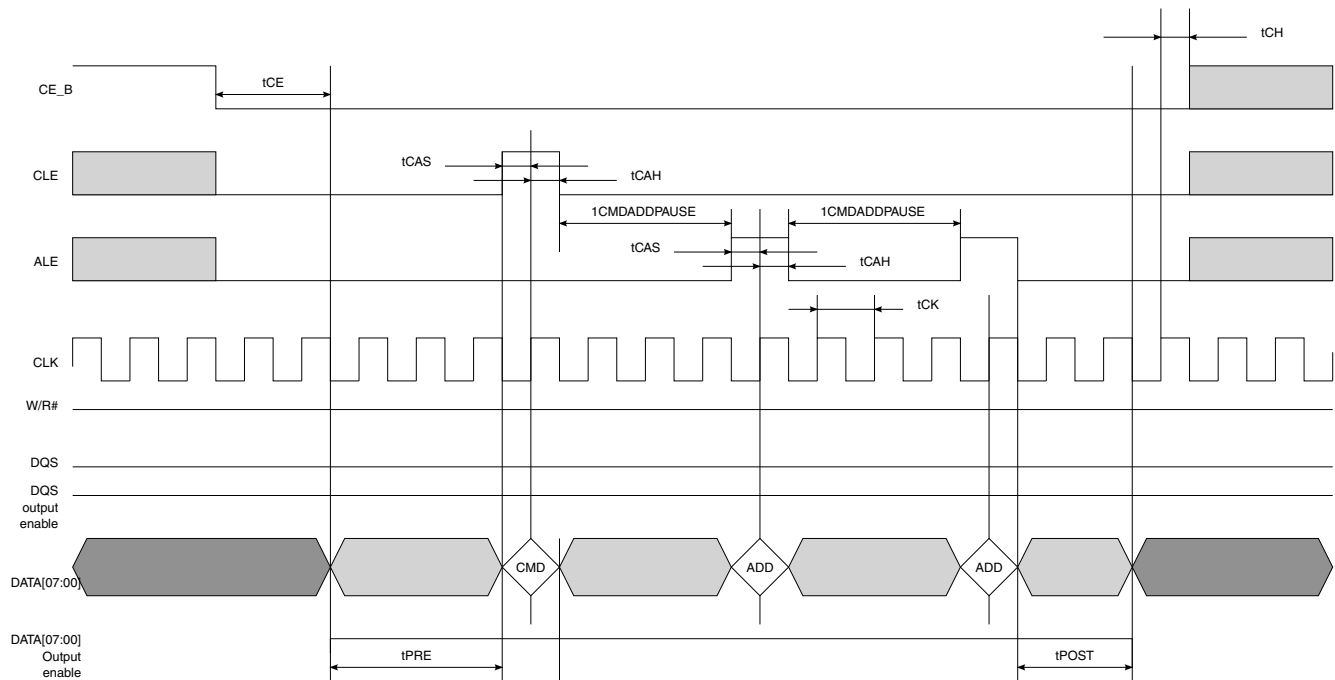 tCH
CE_B
tCE
CLE
tCAS
tCAH
1CMDADDPAUSE
1CMDADDPAUSE
ALE
tCAS
tCAH
tCK
CLK
W/R#
DQS
DQS
output
enable
DATA[07:00]
CMD
ADD
ADD
DATA[07:00]
Output
enable
tPRE
tPOST